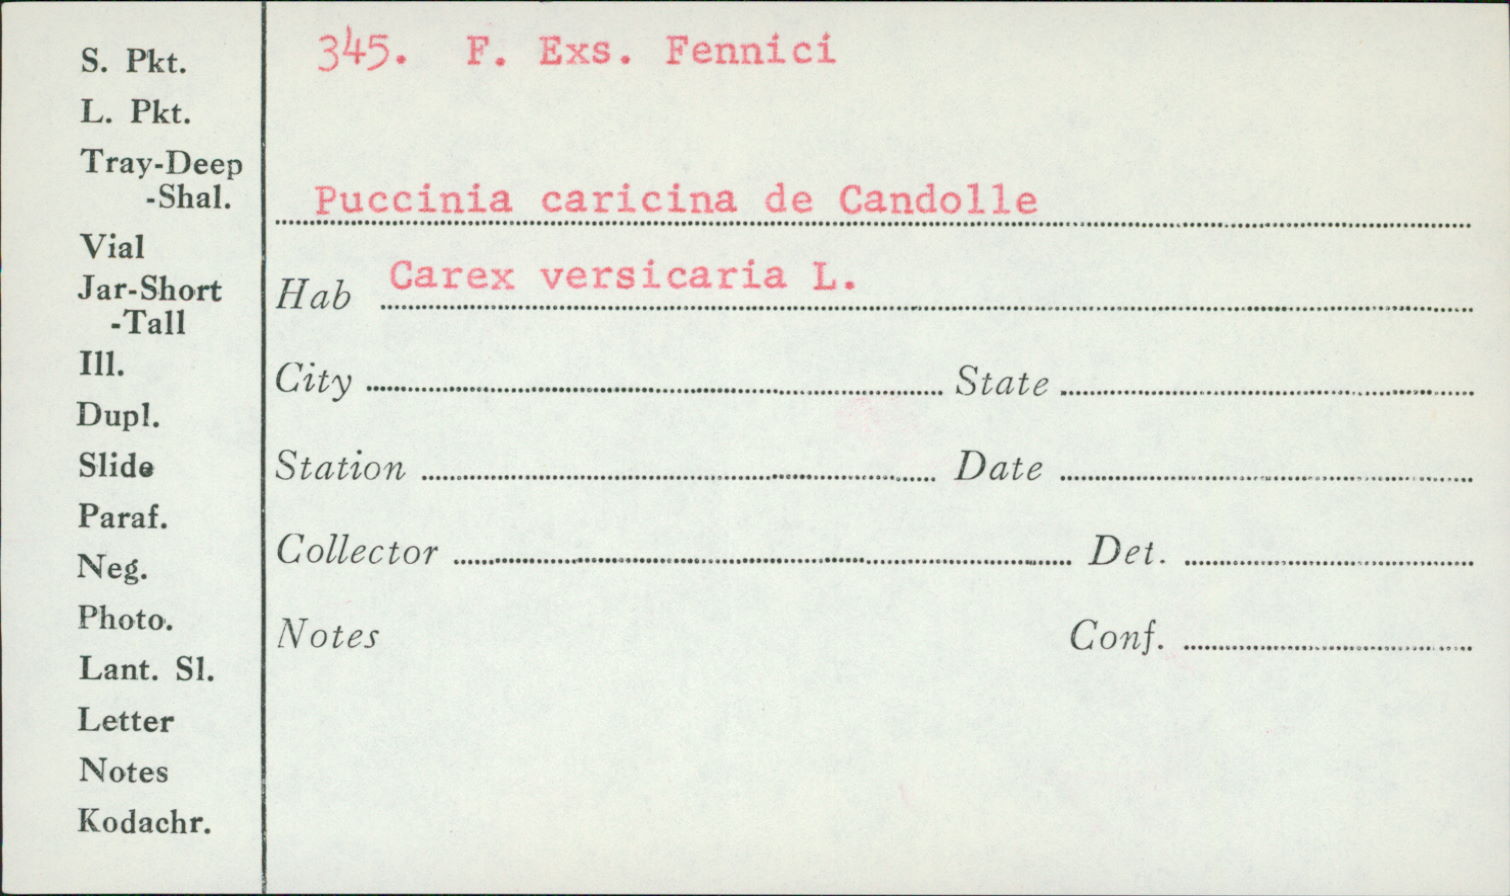 345. F. Exs. Fennici
Puccinia caricina de Candolle
Hab Carex versicaria L.
City State
Station Date
Collector Det.
Notes Conf.
S. Pkt.
L. Pkt.
Tray-Deep
-Shal.
Vial
Jar-Short
-Tall
Ill.
Dupl.
Slide
Paraf.
Neg.
Photo.
Lant. Sl.
Letter
Notes
Kodachr.